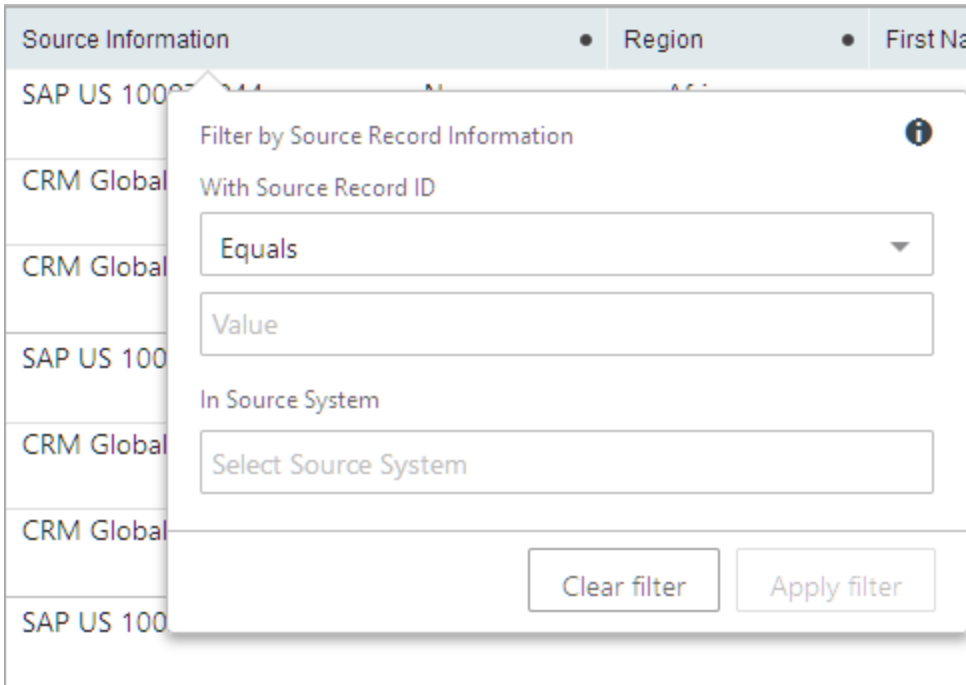 Source Information
Region
First Na
SAP US
Filter by Source Record Information
With Source Record ID
CRM Global
Equals
CRM Global
Value
SAP US 100
In Source System
CRM Global
Select Source System
CRM Global
Clear filter
Apply filter
SAP US 100